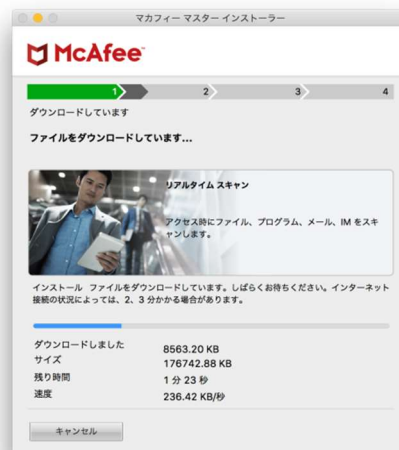 マカフィー マスター インストーラー
McAfee™
1 2 3 4
ダウンロードしています
ファイルをダウンロードしています...
リアルタイム スキャン
アクセス時にファイル、プログラム、メール、IM をスキ
ャンします。
インストール ファイルをダウンロードしています。しばらくお待ちください。インターネット
接続の状況によっては、2、3 分かかる場合があります。
ダウンロードしました 8563.20 KB
サイズ 176742.88 KB
残り時間 1 分 23 秒
速度 236.42 KB/秒
キャンセル